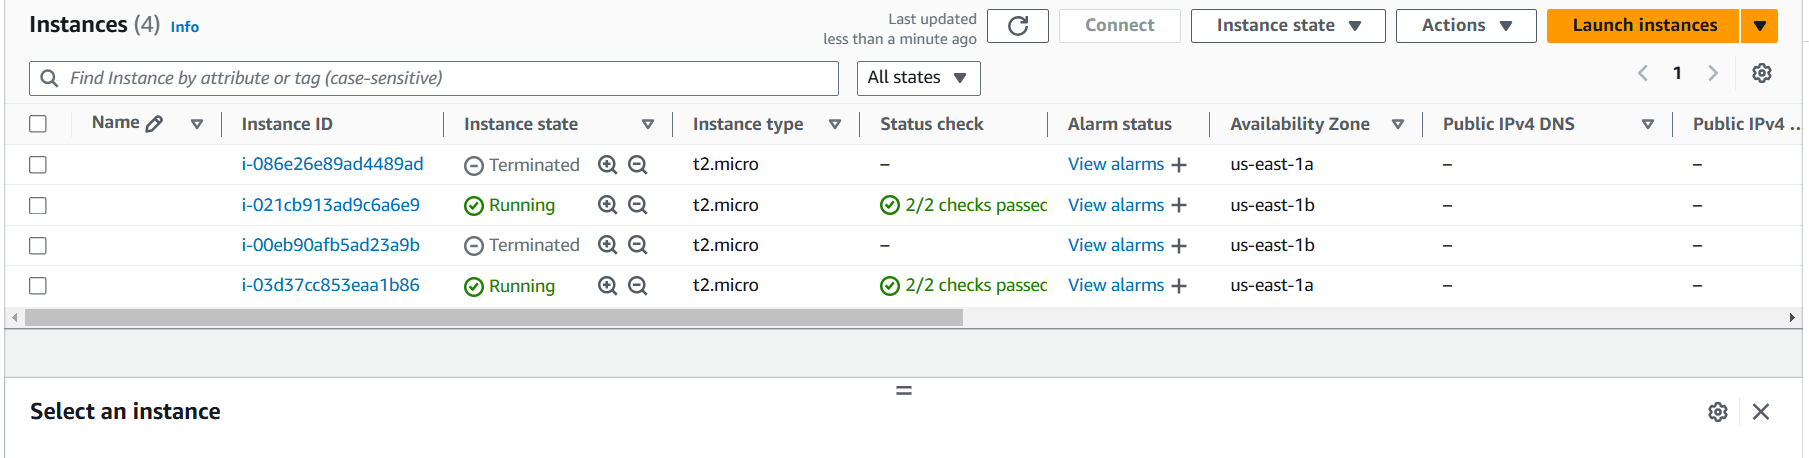 Instances (4) Info
Last updated
less than a minute ago
Connect
Instance state
Actions
Launch instances
Find Instance by attribute or tag (case-sensitive)
All states
1
Name Instance ID Instance state Instance type Status check Alarm status Availability Zone Public IPv4 DNS Public IPv4 ...
i-086e26e89ad4489ad Terminated t2.micro – View alarms + us-east-1a – –
i-021cb913ad9c6a6e9 Running t2.micro 2/2 checks passed View alarms + us-east-1b – –
i-00eb90afb5ad23a9b Terminated t2.micro – View alarms + us-east-1b – –
i-03d37cc853eaa1b86 Running t2.micro 2/2 checks passed View alarms + us-east-1a – –
Select an instance